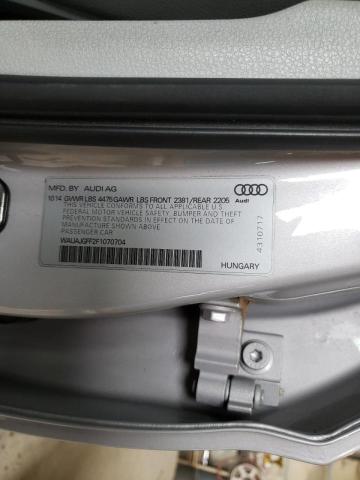 MFD. BY AUDI AG
10 14 GVWR LBS 4475 GAWR LBS FRONT 2381/REAR 2205
THIS VEHICLE CONFORMS TO ALL APPLICABLE U.S.
FEDERAL MOTOR VEHICLE SAFETY, BUMPER AND THEFT
PREVENTION STANDARDS IN EFFECT ON THE DATE OF
MANUFACTURE SHOWN ABOVE
PASSENGER CAR
WAUAJGFF2F1070704
Audi
4310717
HUNGARY